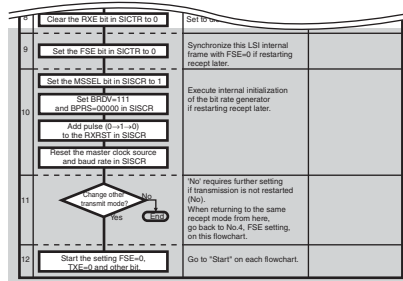 8
Clear the RXE bit in SICTR to 0
Set to
9
Set the FSE bit in SICTR to 0
Synchronize this LSI internal
frame with FSE=0 if restarting
recept later.
10
Set the MSSEL bit in SISCR to 1
Set BRDV=111
and BPRS=00000 in SISCR
Add pulse (0→1→0)
to the RXRST in SISCR
Reset the master clock source
and baud rate in SISCR
Execute internal initialization
of the bit rate generator
if restarting recept later.
11
Change other
transmit mode?
No
Yes
End
'No' requires further setting
if transmission is not restarted
(No).
When returning to the same
recept mode from here,
go back to No.4, FSE setting,
on this flowchart.
12
Start the setting FSE=0,
TXE=0 and other bit.
Go to "Start" on each flowchart.